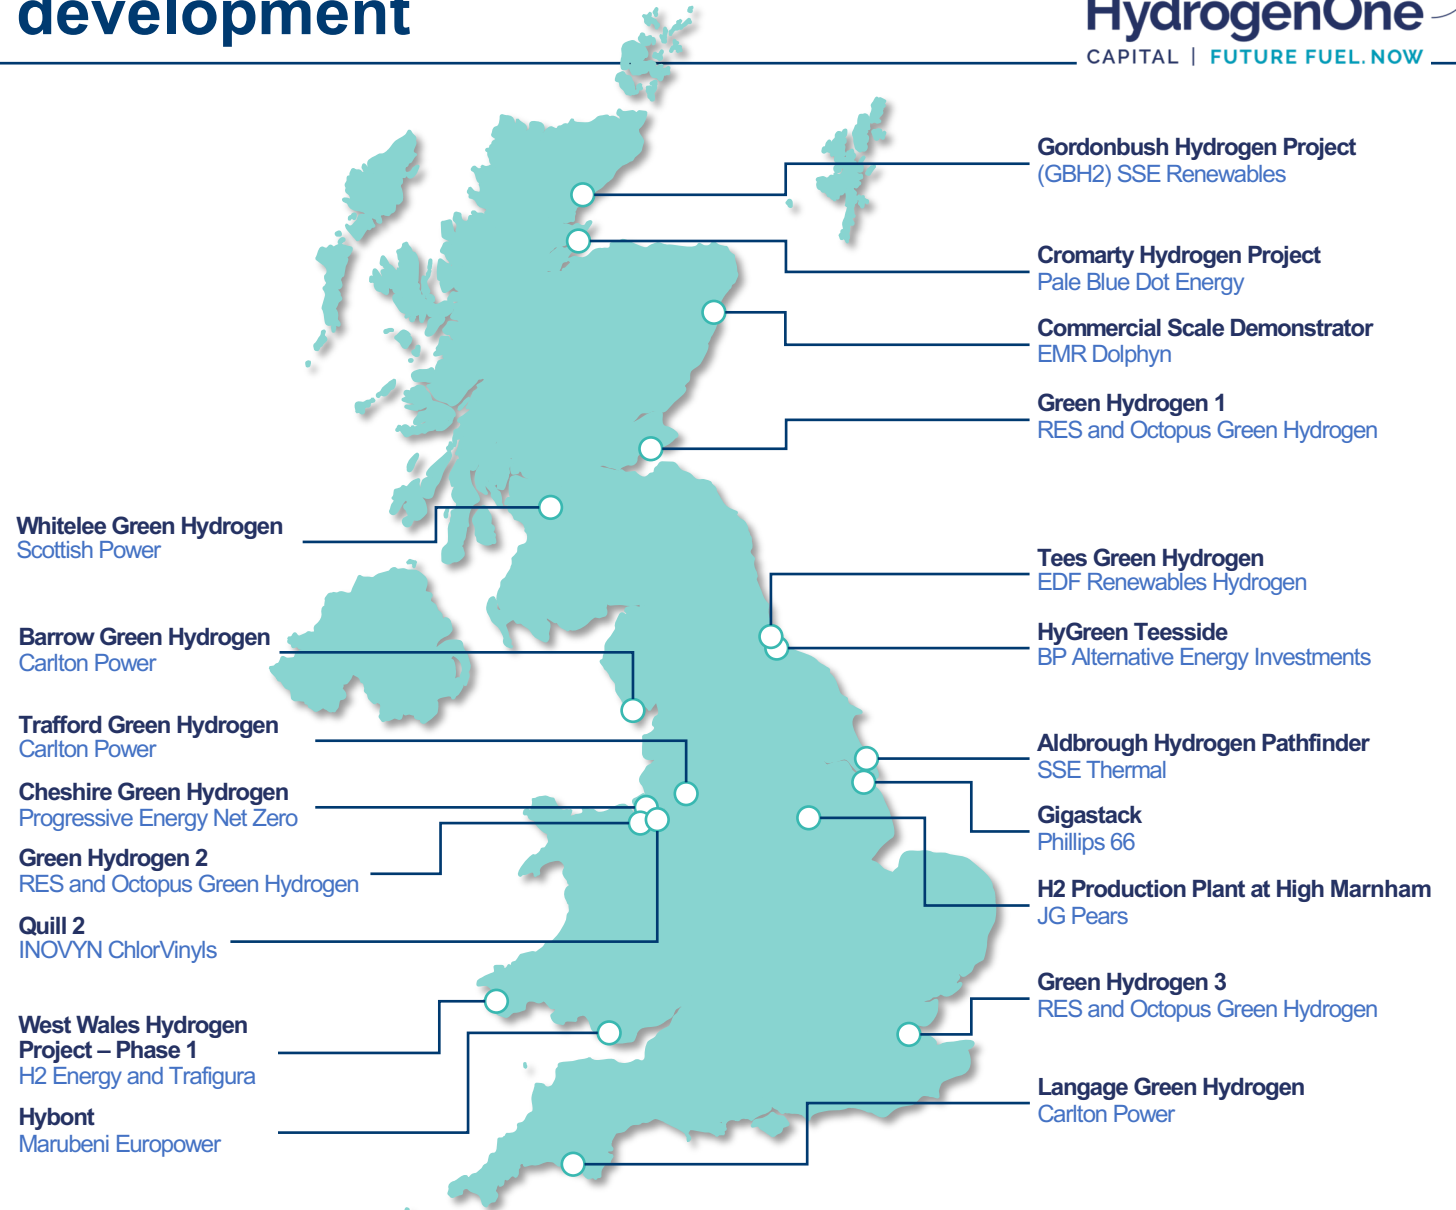 development
HydrogenOne
CAPITAL | FUTURE FUEL. NOW
Gordonbush Hydrogen Project
(GBH2) SSE Renewables
Cromarty Hydrogen Project
Pale Blue Dot Energy
Commercial Scale Demonstrator
EMR Dolphyn
Green Hydrogen 1
RES and Octopus Green Hydrogen
Whitelee Green Hydrogen
Scottish Power
Tees Green Hydrogen
EDF Renewables Hydrogen
Barrow Green Hydrogen
Carlton Power
HyGreen Teesside
BP Alternative Energy Investments
Trafford Green Hydrogen
Carlton Power
Aldbrough Hydrogen Pathfinder
SSE Thermal
Cheshire Green Hydrogen
Progressive Energy Net Zero
Gigastack
Phillips 66
Green Hydrogen 2
RES and Octopus Green Hydrogen
H2 Production Plant at High Marnham
JG Pears
Quill 2
INOVYN ChlorVinyls
Green Hydrogen 3
RES and Octopus Green Hydrogen
West Wales Hydrogen
Project – Phase 1
H2 Energy and Trafigura
Langage Green Hydrogen
Carlton Power
Hybont
Marubeni Europower